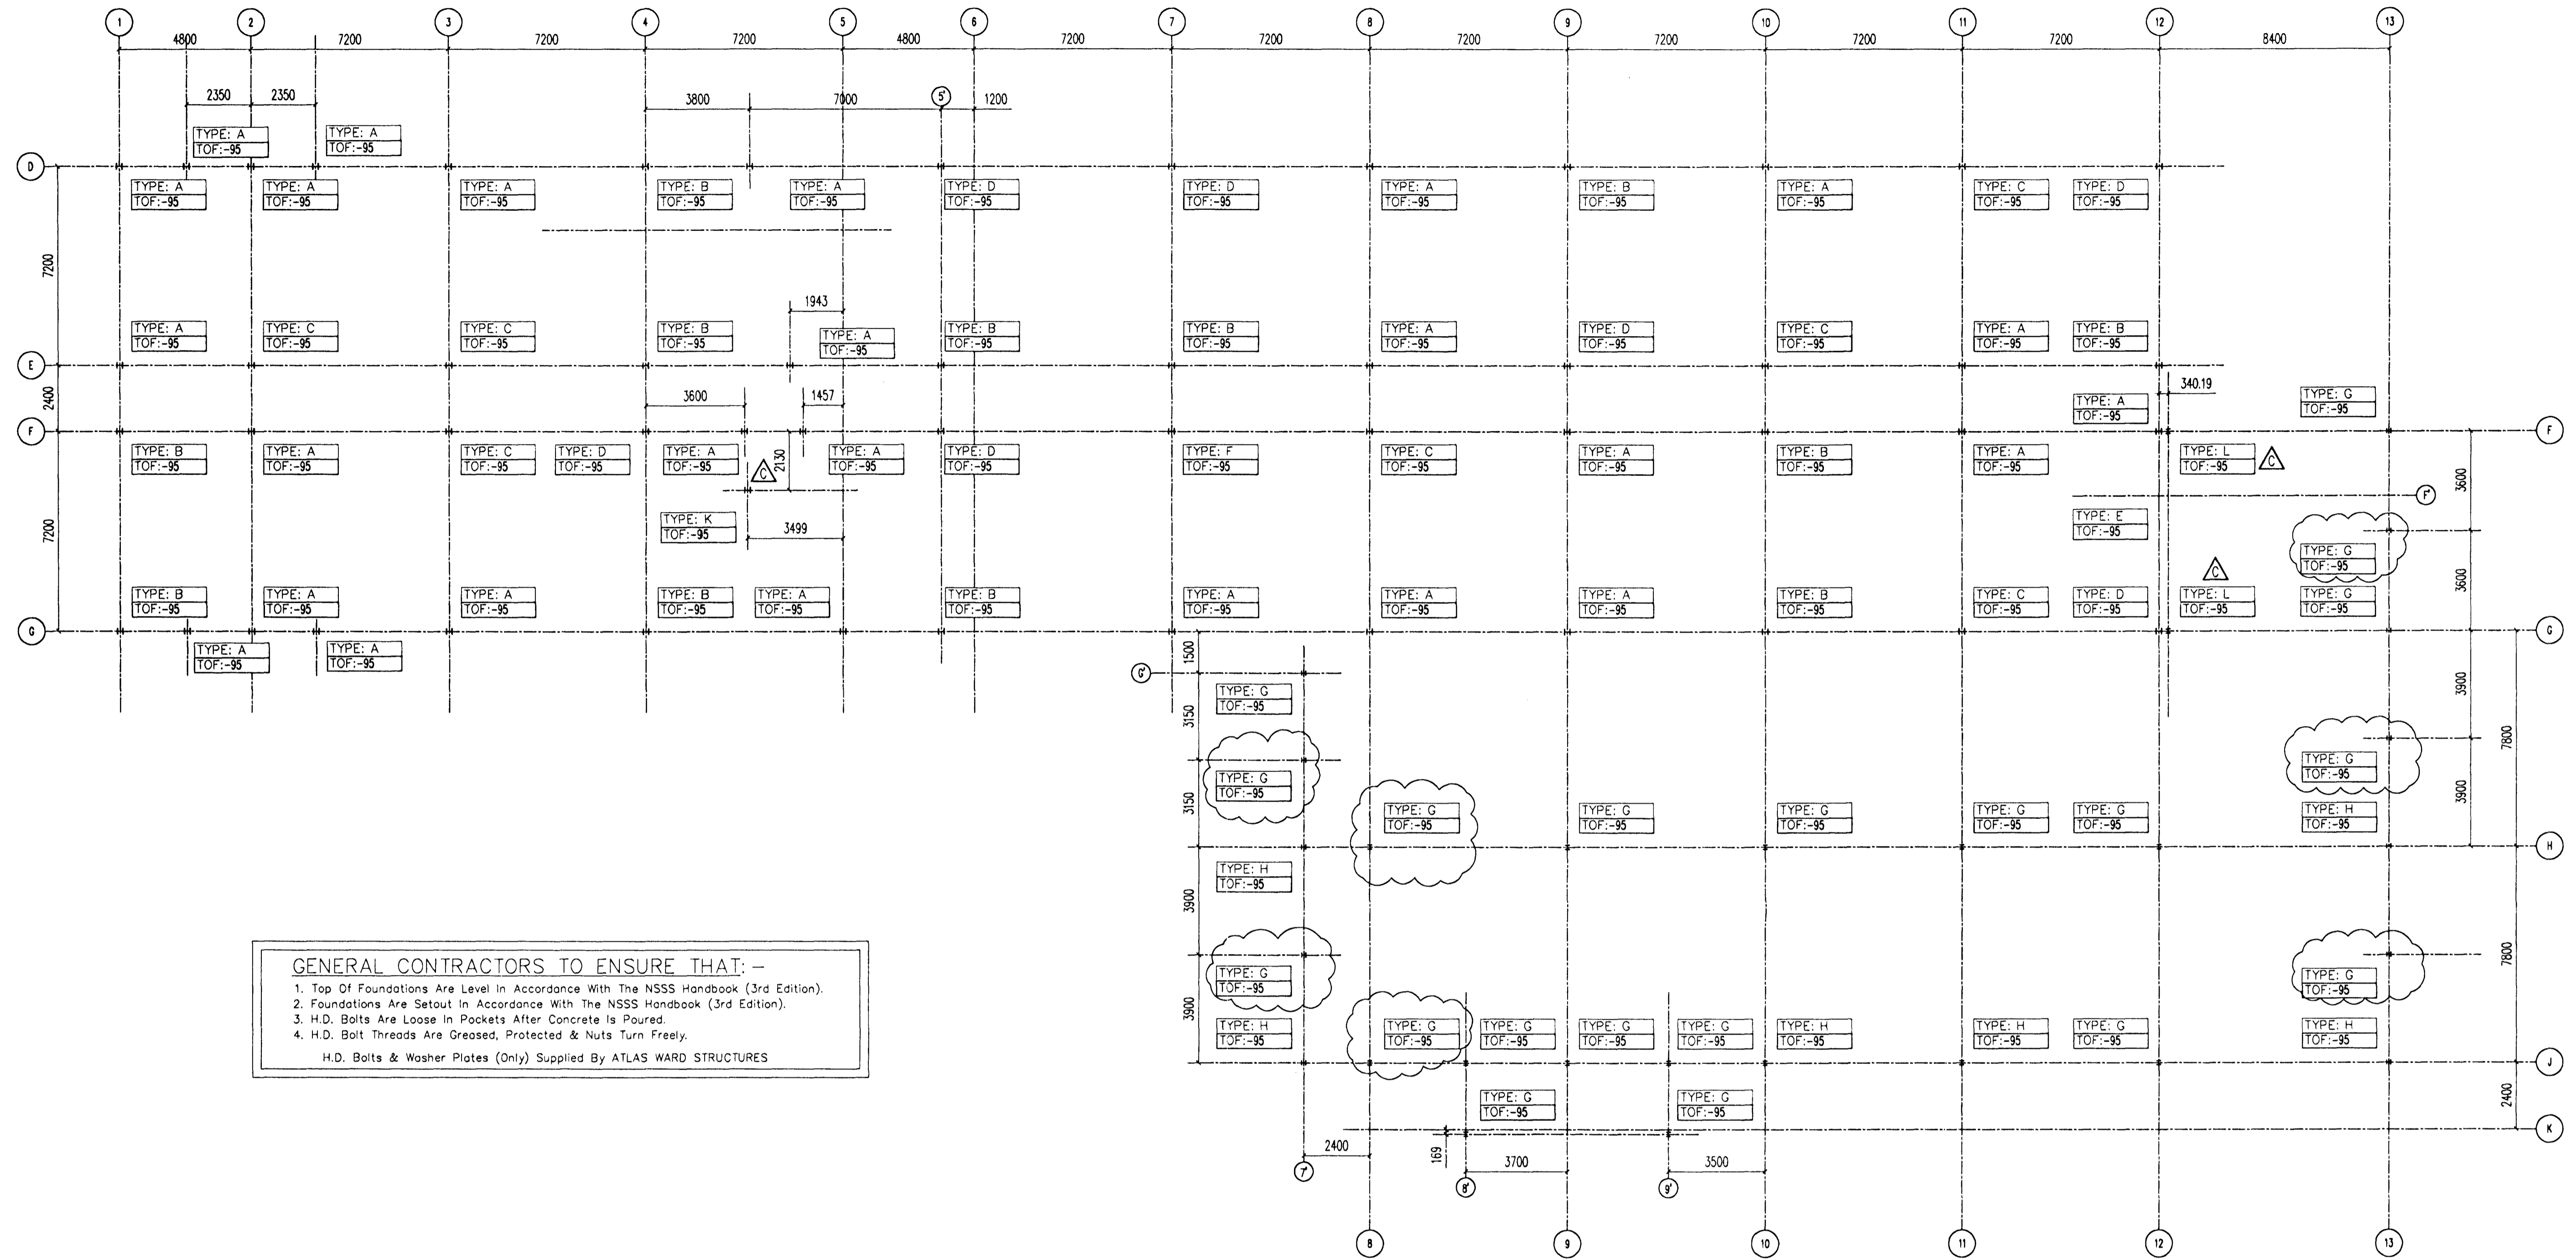 1 2 3 4 5 6 7 8 9 10 11 12 13
4800 7200 7200 7200 4800 7200 7200 7200 7200 7200 7200 8400
2350 2350 3800 7000 5' 1200
TYPE: A TYPE: A
TOF:-95 TOF:-95
D
TYPE: A TYPE: A TYPE: A TYPE: B TYPE: A TYPE: D TYPE: D TYPE: A TYPE: B TYPE: A TYPE: C TYPE: D
TOF:-95 TOF:-95 TOF:-95 TOF:-95 TOF:-95 TOF:-95 TOF:-95 TOF:-95 TOF:-95 TOF:-95 TOF:-95 TOF:-95
7200
1943
TYPE: A TYPE: C TYPE: C TYPE: B TYPE: A TYPE: B TYPE: B TYPE: A TYPE: D TYPE: C TYPE: A TYPE: B
TOF:-95 TOF:-95 TOF:-95 TOF:-95 TOF:-95 TOF:-95 TOF:-95 TOF:-95 TOF:-95 TOF:-95 TOF:-95 TOF:-95
E
2400 3600 1457 340.19
TYPE: A TYPE: G
TOF:-95 TOF:-95
F F
TYPE: B TYPE: A TYPE: C TYPE: D TYPE: A TYPE: A TYPE: D TYPE: F TYPE: C TYPE: A TYPE: B TYPE: A TYPE: L
TOF:-95 TOF:-95 TOF:-95 TOF:-95 TOF:-95 TOF:-95 TOF:-95 TOF:-95 TOF:-95 TOF:-95 TOF:-95 TOF:-95 TOF:-95
C 2130 C 3600
F'
TYPE: K TYPE: E
TOF:-95 TOF:-95
7200 3499
TYPE: G
TOF:-95
C 3600
TYPE: B TYPE: A TYPE: A TYPE: B TYPE: A TYPE: B TYPE: A TYPE: A TYPE: A TYPE: B TYPE: C TYPE: D TYPE: L TYPE: G
TOF:-95 TOF:-95 TOF:-95 TOF:-95 TOF:-95 TOF:-95 TOF:-95 TOF:-95 TOF:-95 TOF:-95 TOF:-95 TOF:-95 TOF:-95 TOF:-95
G G
TYPE: A TYPE: A
TOF:-95 TOF:-95
1500
G'
3900
TYPE: G
TOF:-95
3150
7800
TYPE: G
TOF:-95
TYPE: G
TOF:-95
3150 3900
TYPE: G TYPE: G TYPE: G TYPE: G TYPE: G TYPE: H
TOF:-95 TOF:-95 TOF:-95 TOF:-95 TOF:-95 TOF:-95
H
TYPE: H
TOF:-95
3900
7800
TYPE: G TYPE: G
TOF:-95 TOF:-95
3900
TYPE: H TYPE: G TYPE: G TYPE: G TYPE: G TYPE: H TYPE: H TYPE: G TYPE: H
TOF:-95 TOF:-95 TOF:-95 TOF:-95 TOF:-95 TOF:-95 TOF:-95 TOF:-95 TOF:-95
J
2400
TYPE: G TYPE: G
TOF:-95 TOF:-95
K
2400 169 3700 3500
7' 8' 9'
8 9 10 11 12 13
GENERAL CONTRACTORS TO ENSURE THAT:-
1. Top Of Foundations Are Level In Accordance With The NSSS Handbook (3rd Edition).
2. Foundations Are Setout In Accordance With The NSSS Handbook (3rd Edition).
3. H.D. Bolts Are Loose In Pockets After Concrete Is Poured.
4. H.D. Bolt Threads Are Greased, Protected & Nuts Turn Freely.
H.D. Bolts & Washer Plates (Only) Supplied By ATLAS WARD STRUCTURES